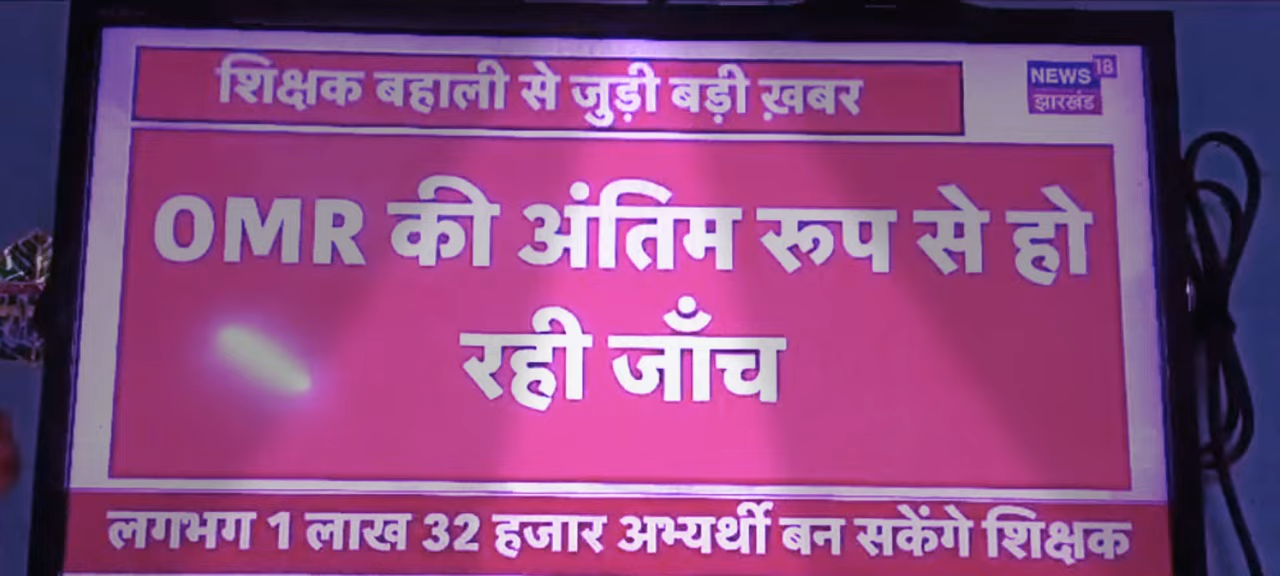 शिक्षक बहाली से जुड़ी बड़ी ख़बर
NEWS 18
झारखंड
OMR की अंतिम रूप से हो
रही जाँच
लगभग 1 लाख 32 हजार अभ्यर्थी बन सकेंगे शिक्षक